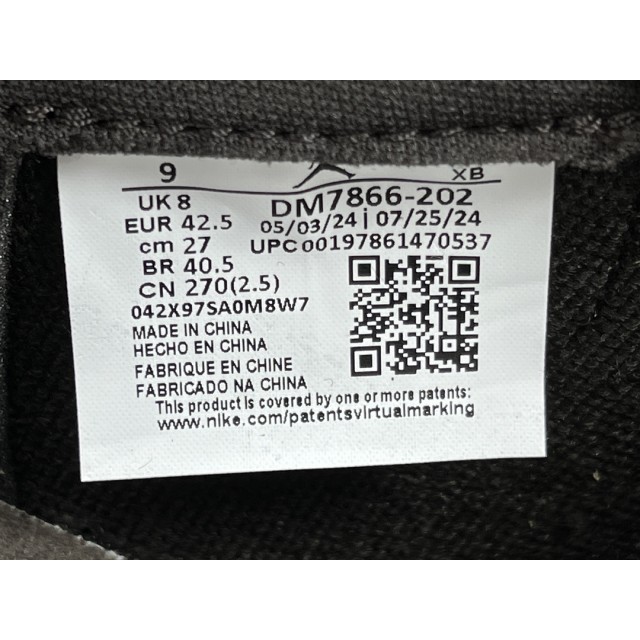 9 XB
UK 8 DM7866-202
EUR 42.5 05/03/24 | 07/25/24
cm 27 UPC 00197861470537
BR 40.5
CN 270(2.5)
042X97SA0M8W7
MADE IN CHINA
HECHO EN CHINA
FABRIQUE EN CHINE
FABRICADO NA CHINA
This product is covered by one or more patents:
www.nike.com/patentsvirtualmarking